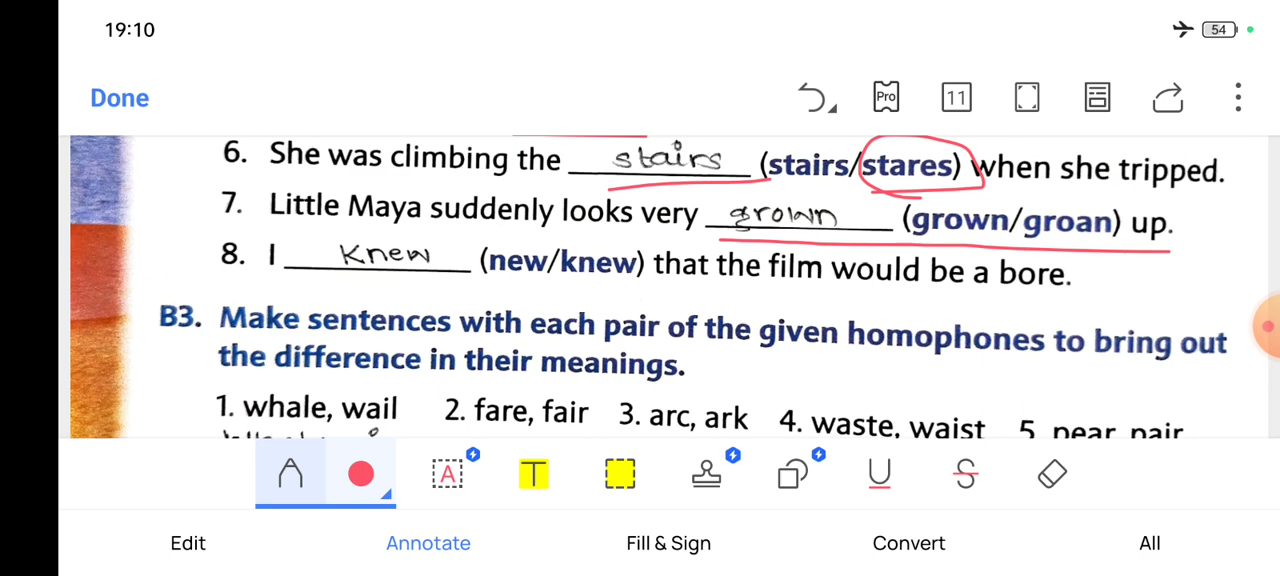 19:10
54
Done
Pro
11
6. She was climbing the stairs (stairs/stares) when she tripped.
7. Little Maya suddenly looks very grown (grown/groan) up.
8. I Knew (new/knew) that the film would be a bore.
B3. Make sentences with each pair of the given homophones to bring out
the difference in their meanings.
1. whale, wail 2. fare, fair 3. arc, ark 4. waste, waist 5. pear, pair
A
T
U
S
Edit Annotate Fill & Sign Convert All